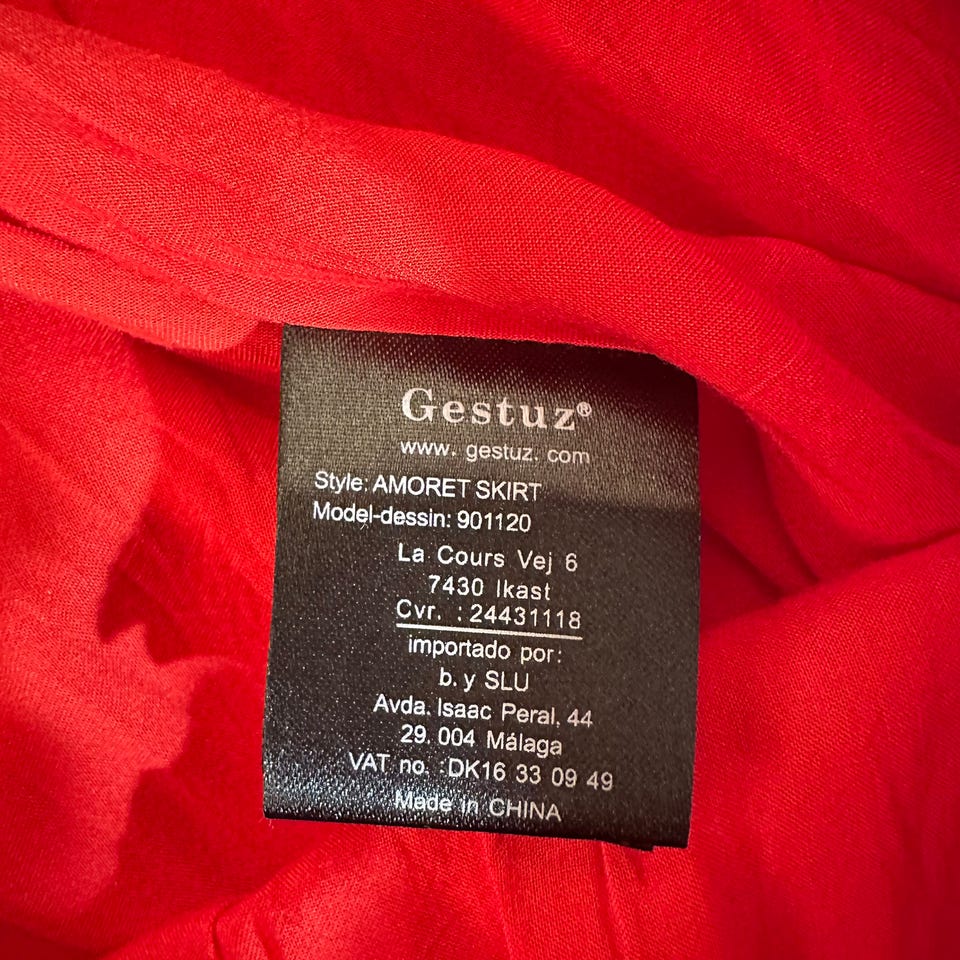 Gestuz®
www. gestuz. com
Style: AMORET SKIRT
Model-dessin: 901120
La Cours Vej 6
7430 Ikast
Cvr. : 24431118
importado por:
b. y SLU
Avda. Isaac Peral, 44
29. 004 Málaga
VAT no. :DK16 33 09 49
Made in CHINA